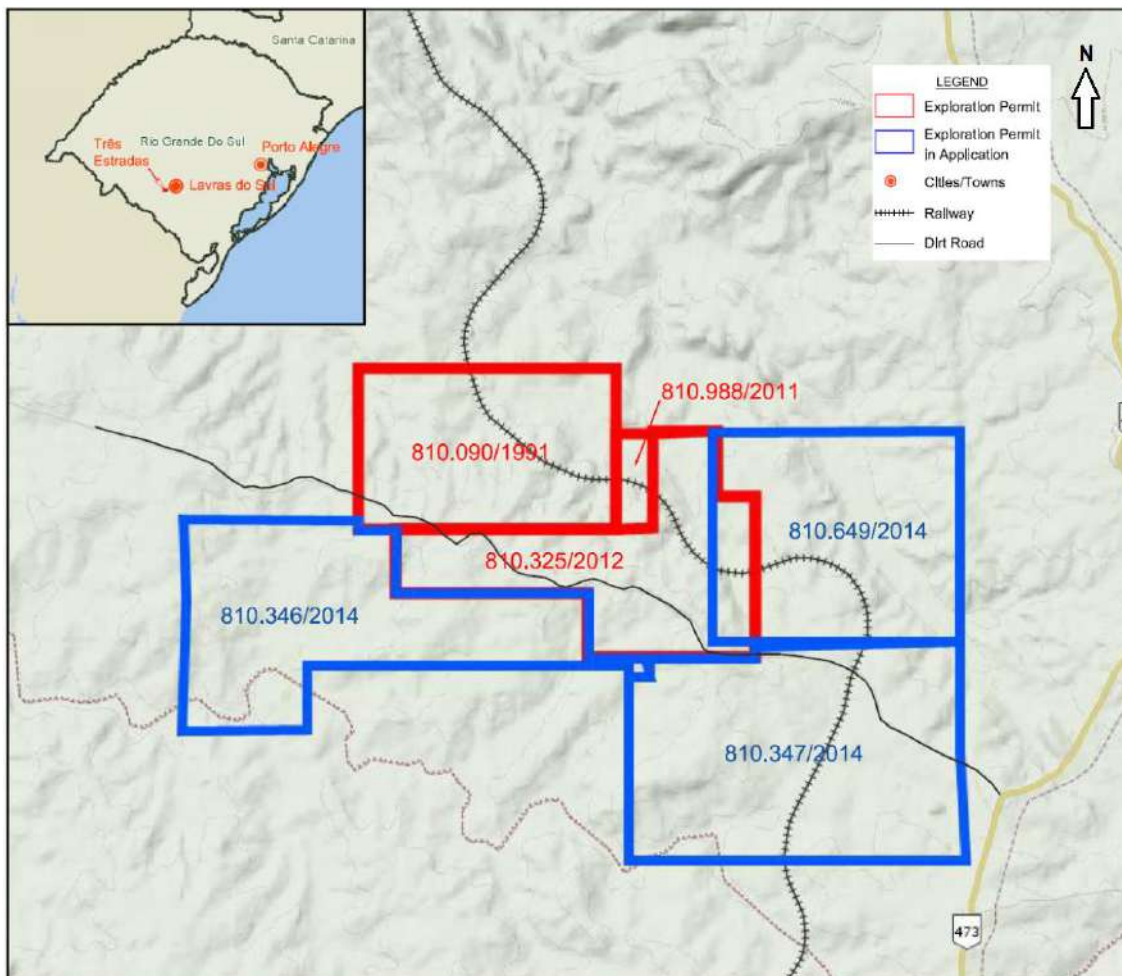 Santa Catarina
Três
Estradas
Rio Grande Do Sul
Porto Alegre
Lavras do Sul
N
LEGEND
Exploration Permit
Exploration Permit
in Application
Cities/Towns
Railway
Dirt Road
810.988/2011
810.090/1991
810.649/2014
810.325/2012
810.346/2014
810.347/2014
473